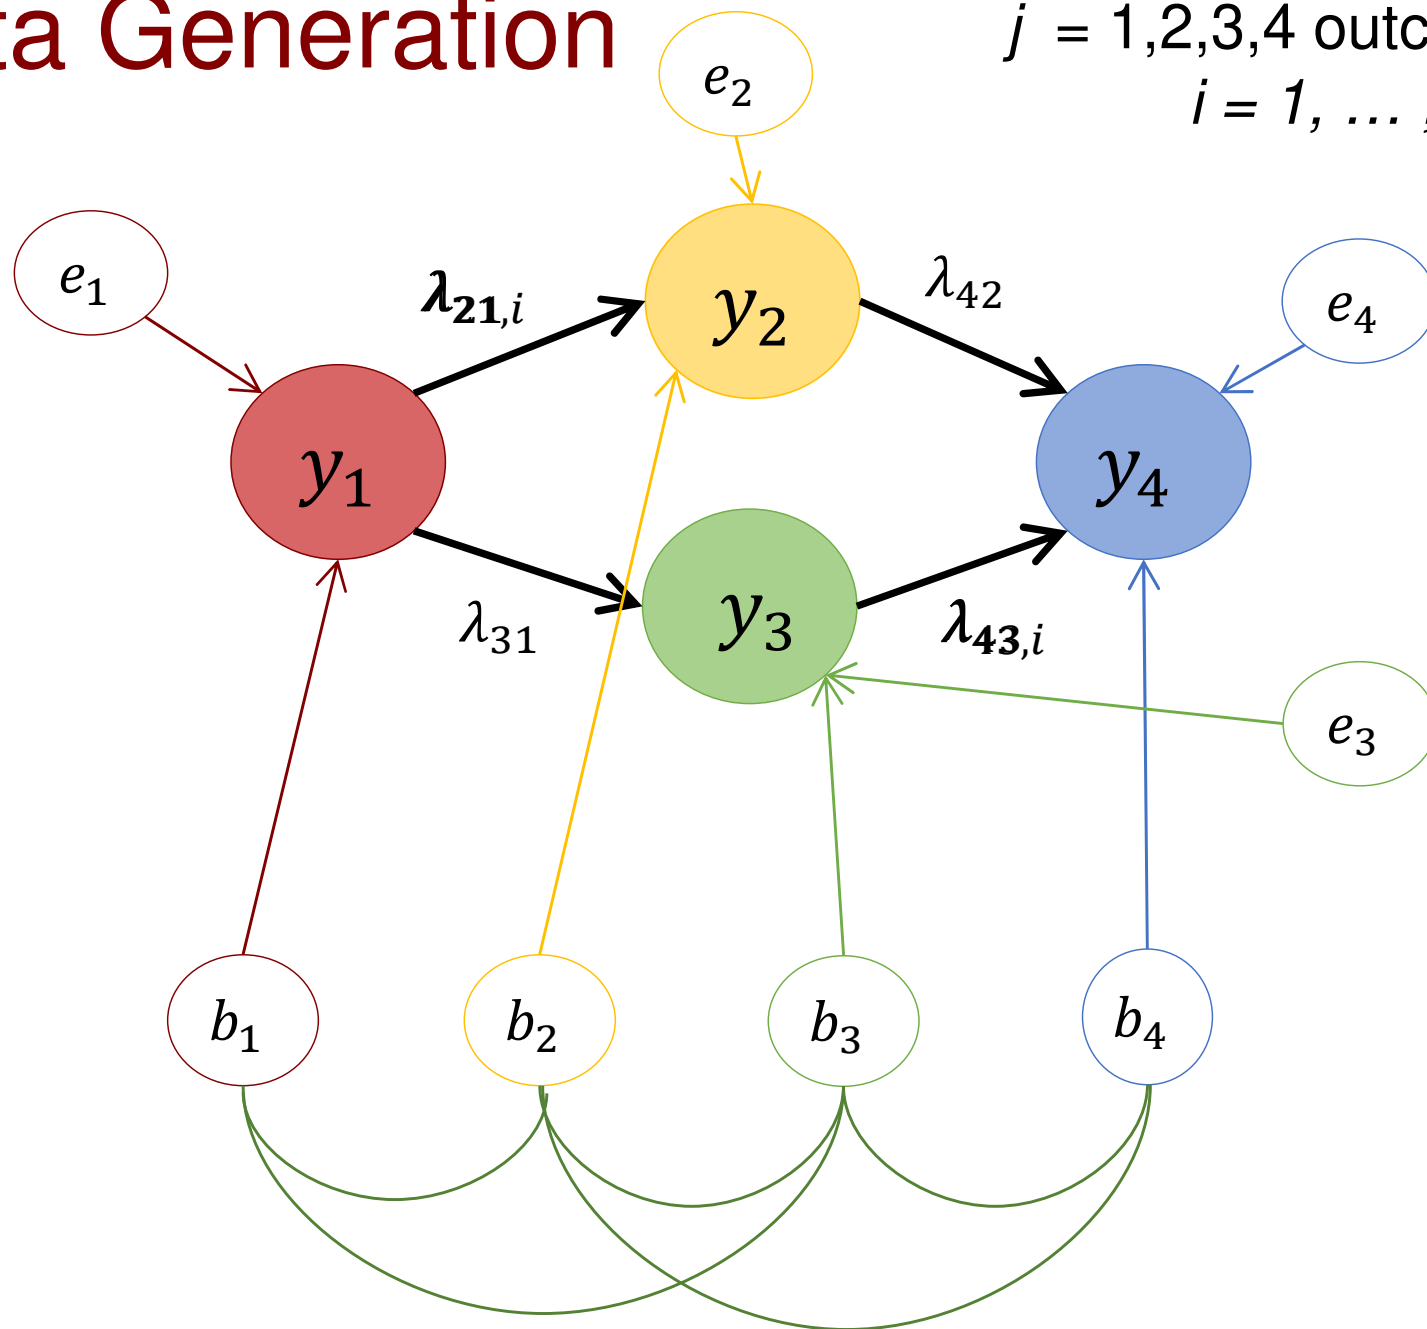 ta Generation
j = 1,2,3,4 outc
i = 1, … ,
e₂
e₁
λ₂₁,ᵢ
y₂
λ₄₂
e₄
y₁
y₄
λ₃₁
y₃
λ₄₃,ᵢ
e₃
b₁
b₂
b₃
b₄